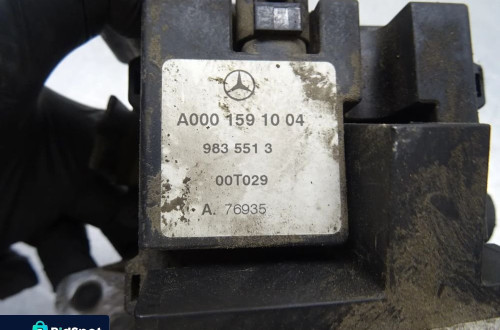 A000 159 10 04
983 551 3
00T029
A. 76935
BidSpot